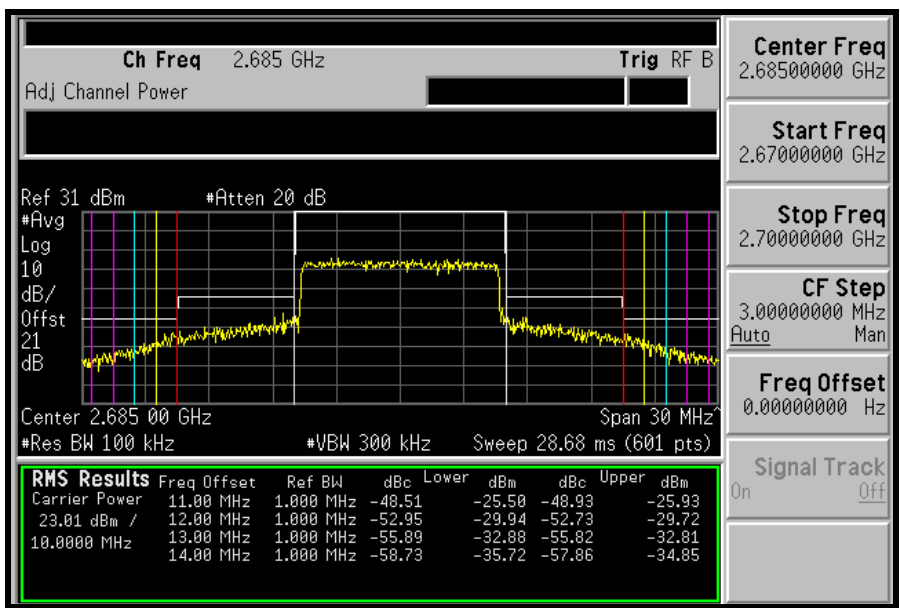 Ch Freq 2.685 GHz Trig RF B
Adj Channel Power
Ref 31 dBm #Atten 20 dB
#Avg
Log
10
dB/
Offst
21
dB
Center 2.685 00 GHz Span 30 MHz^
#Res BW 100 kHz #VBW 300 kHz Sweep 28.68 ms (601 pts)
RMS Results Freq Offset Ref BW dBc Lower dBm dBc Upper dBm
Carrier Power 11.00 MHz 1.000 MHz -48.51 -25.50 -48.93 -25.93
23.01 dBm / 12.00 MHz 1.000 MHz -52.95 -29.94 -52.73 -29.72
10.0000 MHz 13.00 MHz 1.000 MHz -55.89 -32.88 -55.82 -32.81
14.00 MHz 1.000 MHz -58.73 -35.72 -57.86 -34.85
Center Freq
2.68500000 GHz
Start Freq
2.67000000 GHz
Stop Freq
2.70000000 GHz
CF Step
3.00000000 MHz
Auto Man
Freq Offset
0.00000000 Hz
Signal Track
On Off